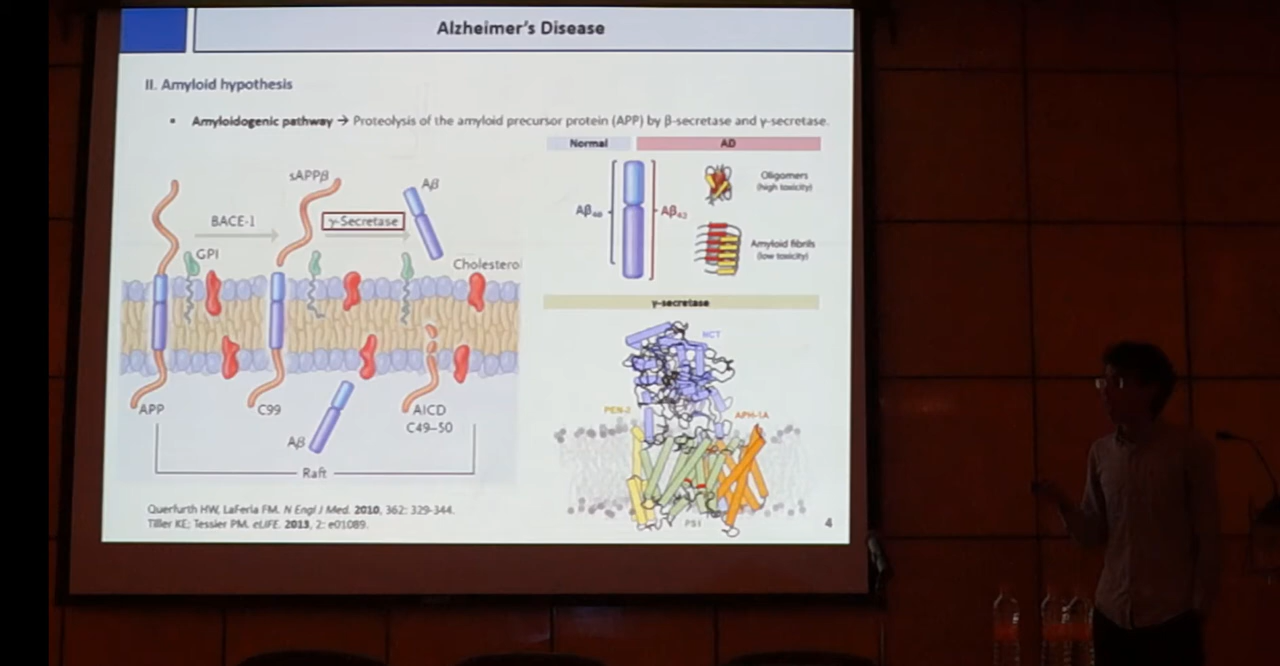 Alzheimer's Disease
II. Amyloid hypothesis
▪ Amyloidogenic pathway → Proteolysis of the amyloid precursor protein (APP) by β-secretase and γ-secretase.
Normal
AD
sAPPβ
Aβ
BACE-1
γ-Secretase
GPI
Cholesterol
Aβ₄₀
Aβ₄₂
Oligomers
(high toxicity)
Amyloid fibrils
(low toxicity)
γ-secretase
NCT
PEN-2
APH-1A
PS1
APP
C99
Aβ
AICD
C49–50
Raft
Querfurth HW, LaFerla FM. N Engl J Med. 2010, 362: 329-344.
Tiller KE; Tessier PM. eLIFE. 2013, 2: e01089.
4